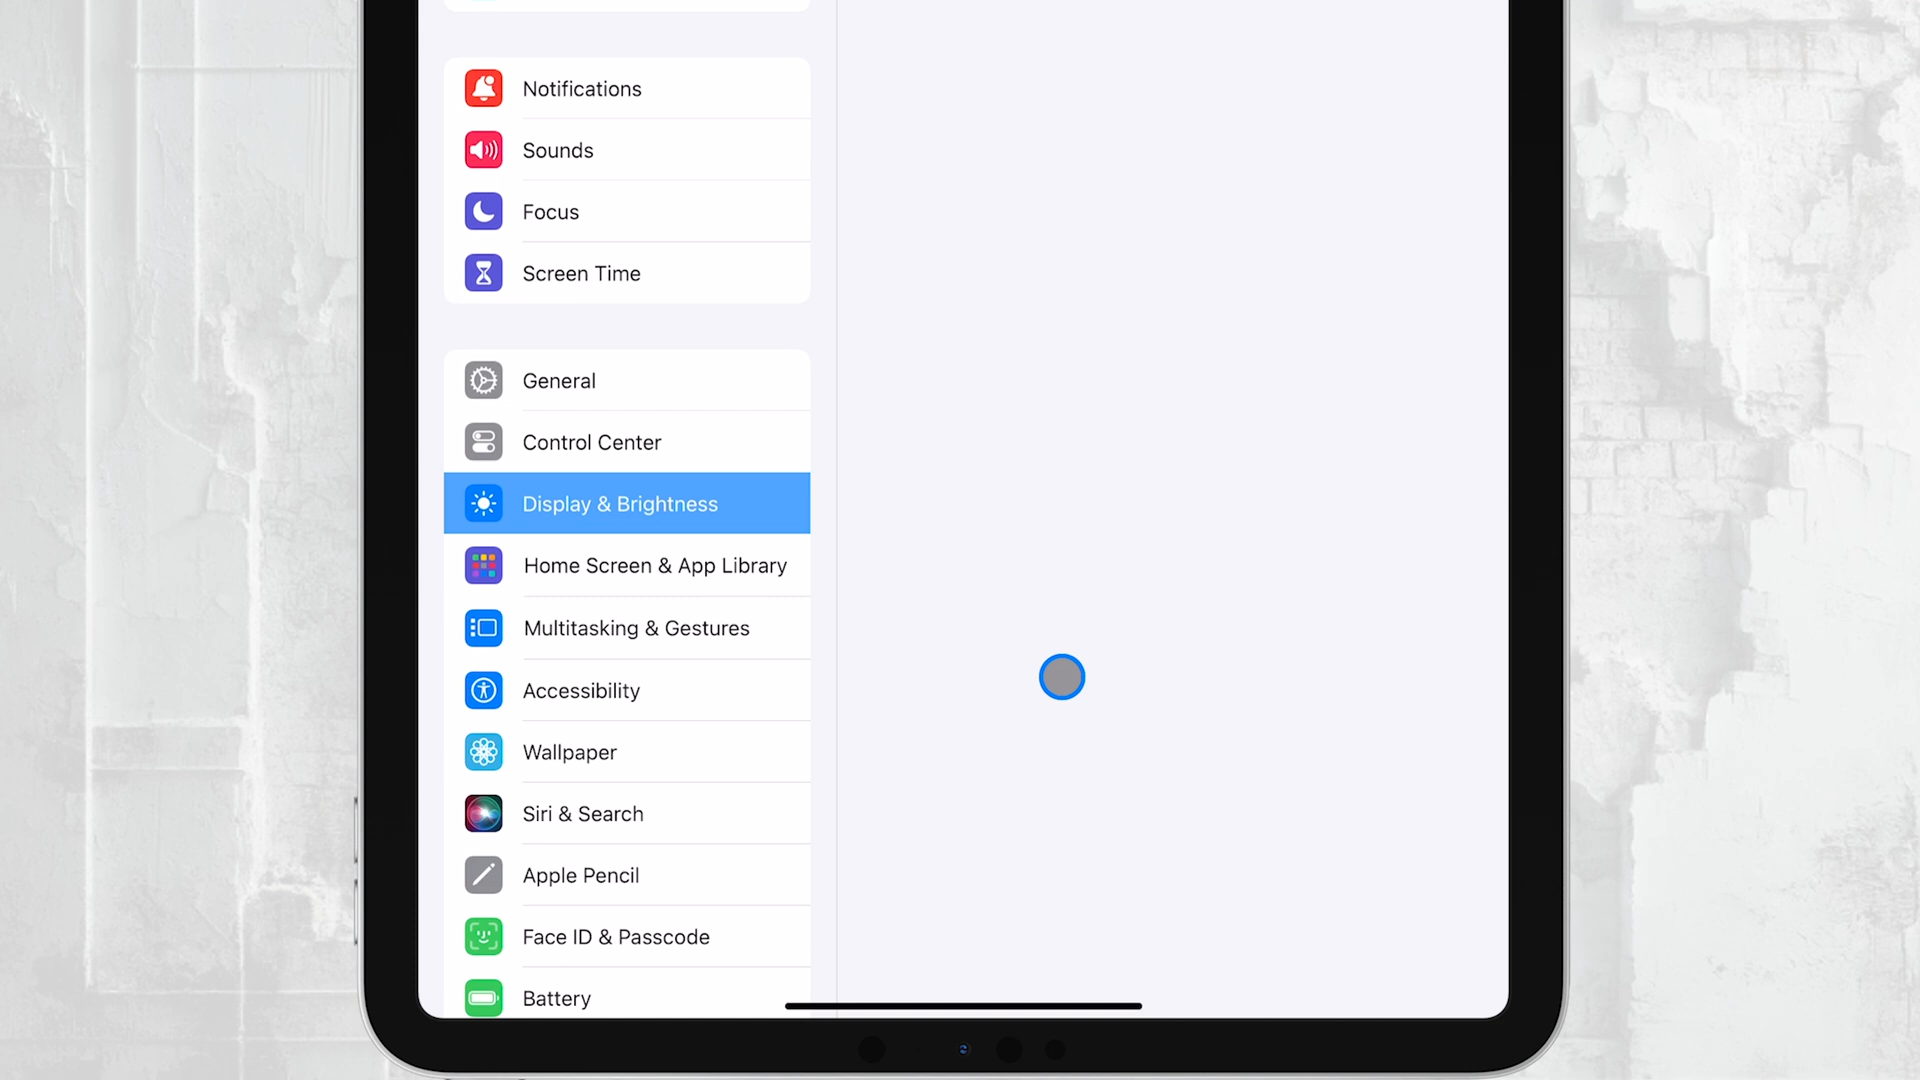 Notifications
Sounds
Focus
Screen Time
General
Control Center
Display & Brightness
Home Screen & App Library
Multitasking & Gestures
Accessibility
Wallpaper
Siri & Search
Apple Pencil
Face ID & Passcode
Battery